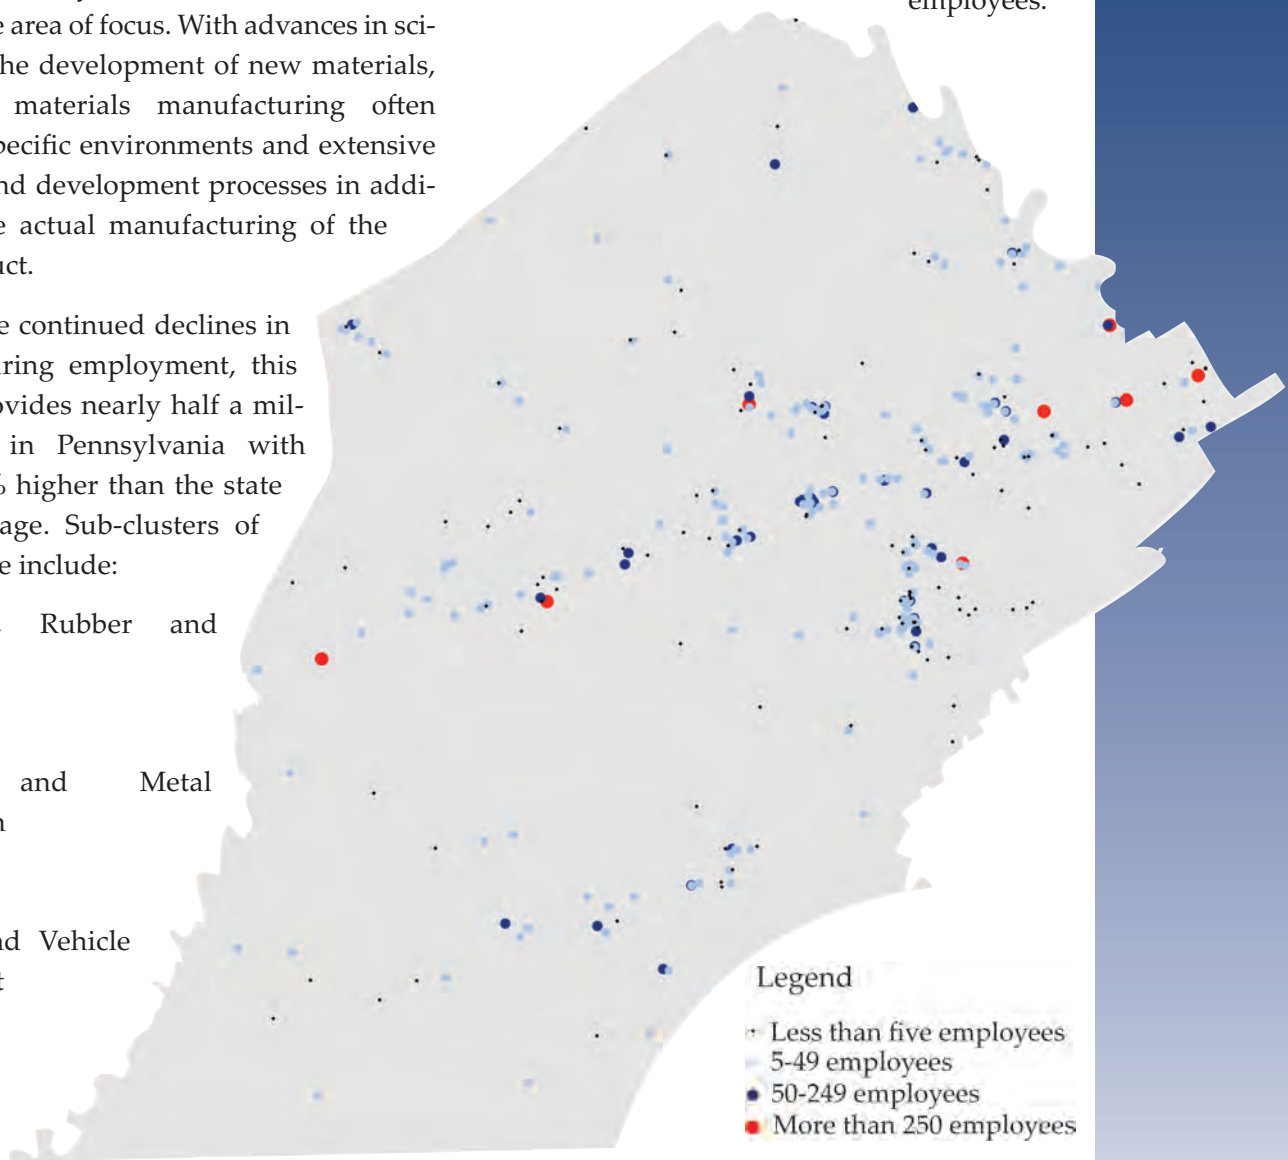 employees.
e area of focus. With advances in sci-
he development of new materials,
materials manufacturing often
pecific environments and extensive
nd development processes in addi-
e actual manufacturing of the
uct.
e continued declines in
uring employment, this
ovides nearly half a mil-
in Pennsylvania with
% higher than the state
age. Sub-clusters of
e include:
Rubber and
and Metal
n
nd Vehicle
t
Legend
Less than five employees
5-49 employees
50-249 employees
More than 250 employees